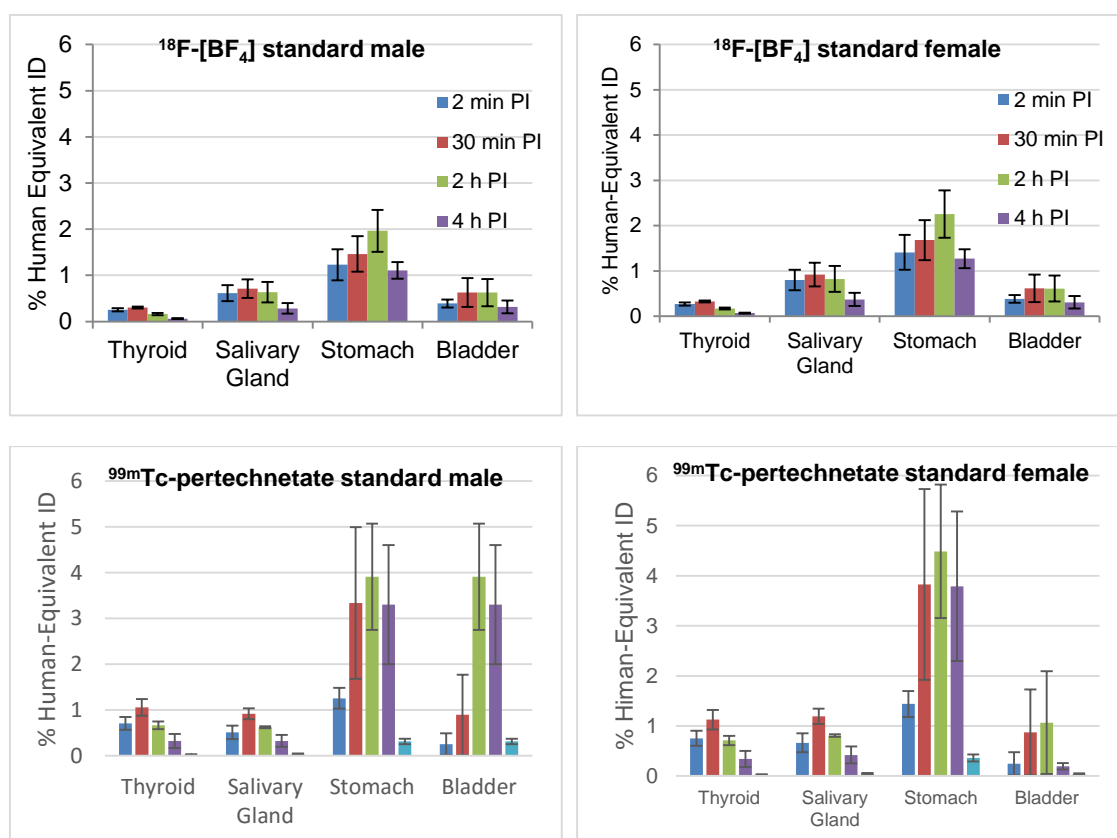 ¹⁸F-[BF₄] standard male
% Human Equivalent ID
6
5
4
3
2
1
0
2 min PI
30 min PI
2 h PI
4 h PI
Thyroid
Salivary
Gland
Stomach
Bladder
¹⁸F-[BF₄] standard female
% Human-Equivalent ID
6
5
4
3
2
1
0
2 min PI
30 min PI
2 h PI
4 h PI
Thyroid
Salivary
Gland
Stomach
Bladder
⁹⁹ᵐTc-pertechnetate standard male
% Human-Equivalent ID
6
5
4
3
2
1
0
Thyroid
Salivary
Gland
Stomach
Bladder
⁹⁹ᵐTc-pertechnetate standard female
% Himan-Equivalent ID
6
5
4
3
2
1
0
Thyroid
Salivary
Gland
Stomach
Bladder